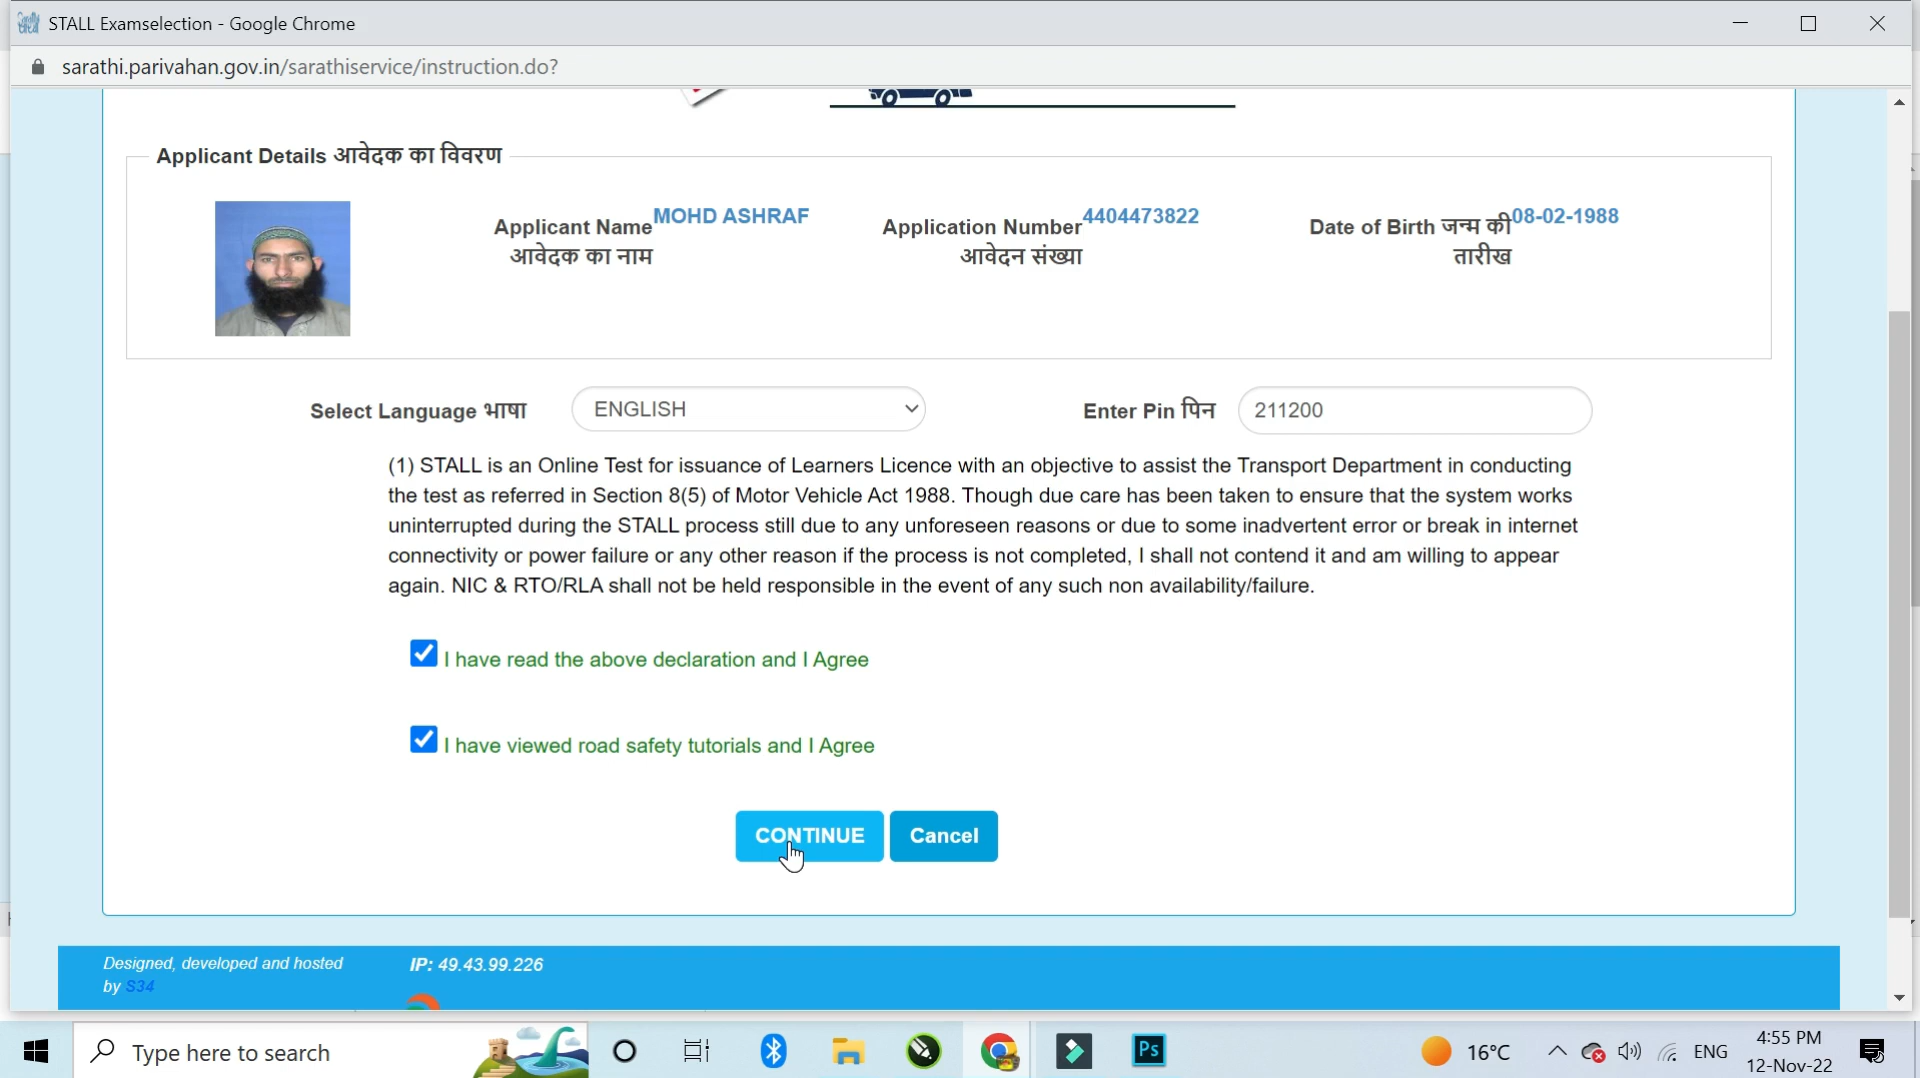 STALL Examselection - Google Chrome
sarathi.parivahan.gov.in/sarathiservice/instruction.do?
Applicant Details आवेदक का विवरण
Applicant Name MOHD ASHRAF
आवेदक का नाम
Application Number 4404473822
आवेदन संख्या
Date of Birth जन्म की 08-02-1988
तारीख
Select Language भाषा ENGLISH
Enter Pin पिन 211200
(1) STALL is an Online Test for issuance of Learners Licence with an objective to assist the Transport Department in conducting
the test as referred in Section 8(5) of Motor Vehicle Act 1988. Though due care has been taken to ensure that the system works
uninterrupted during the STALL process still due to any unforeseen reasons or due to some inadvertent error or break in internet
connectivity or power failure or any other reason if the process is not completed, I shall not contend it and am willing to appear
again. NIC & RTO/RLA shall not be held responsible in the event of any such non availability/failure.
I have read the above declaration and I Agree
I have viewed road safety tutorials and I Agree
CONTINUE Cancel
Designed, developed and hosted
by S34
IP: 49.43.99.226
Type here to search
Ps
16°C
ENG
4:55 PM
12-Nov-22